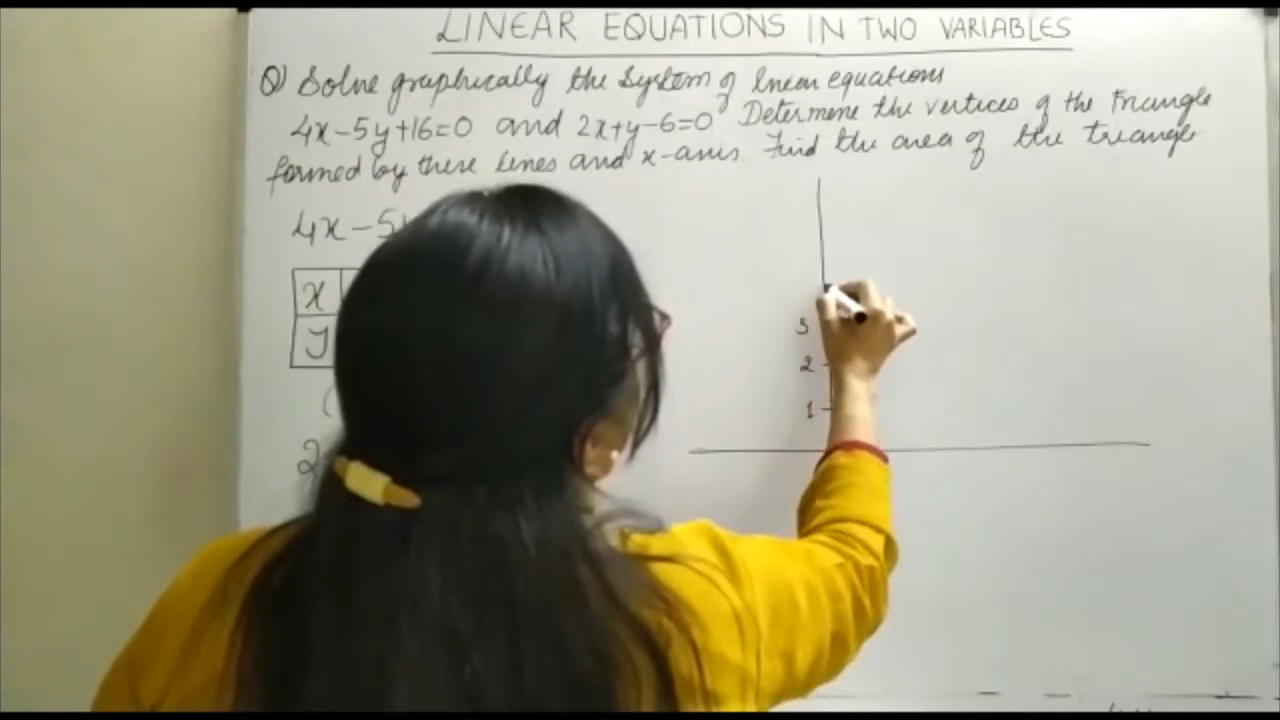 LINEAR EQUATIONS IN TWO VARIABLES
Q) Solve graphically the system of linear equations
4x-5y+16=0 and 2x+y-6=0 Determine the vertices of the triangle
formed by these lines and x-axis. Find the area of the triangle
4x-5
x
y
(
2
3
2
1